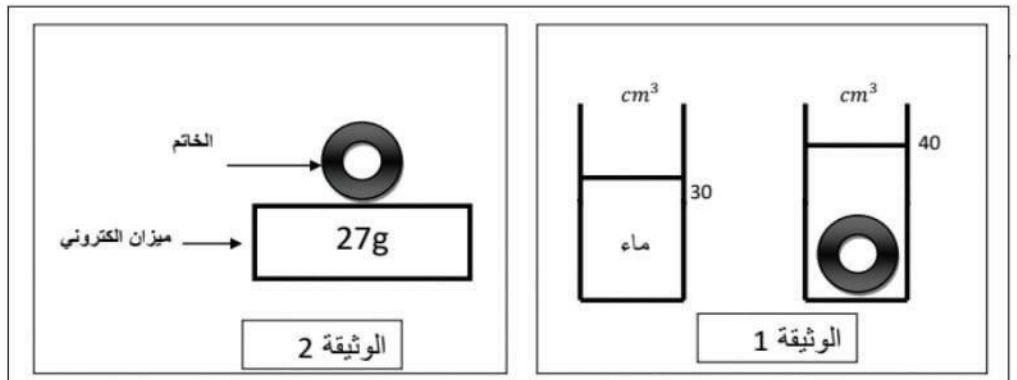 cm³
cm³
40
30
ماء
الوثيقة 1
الخاتم
27g
ميزان الكتروني
الوثيقة 2